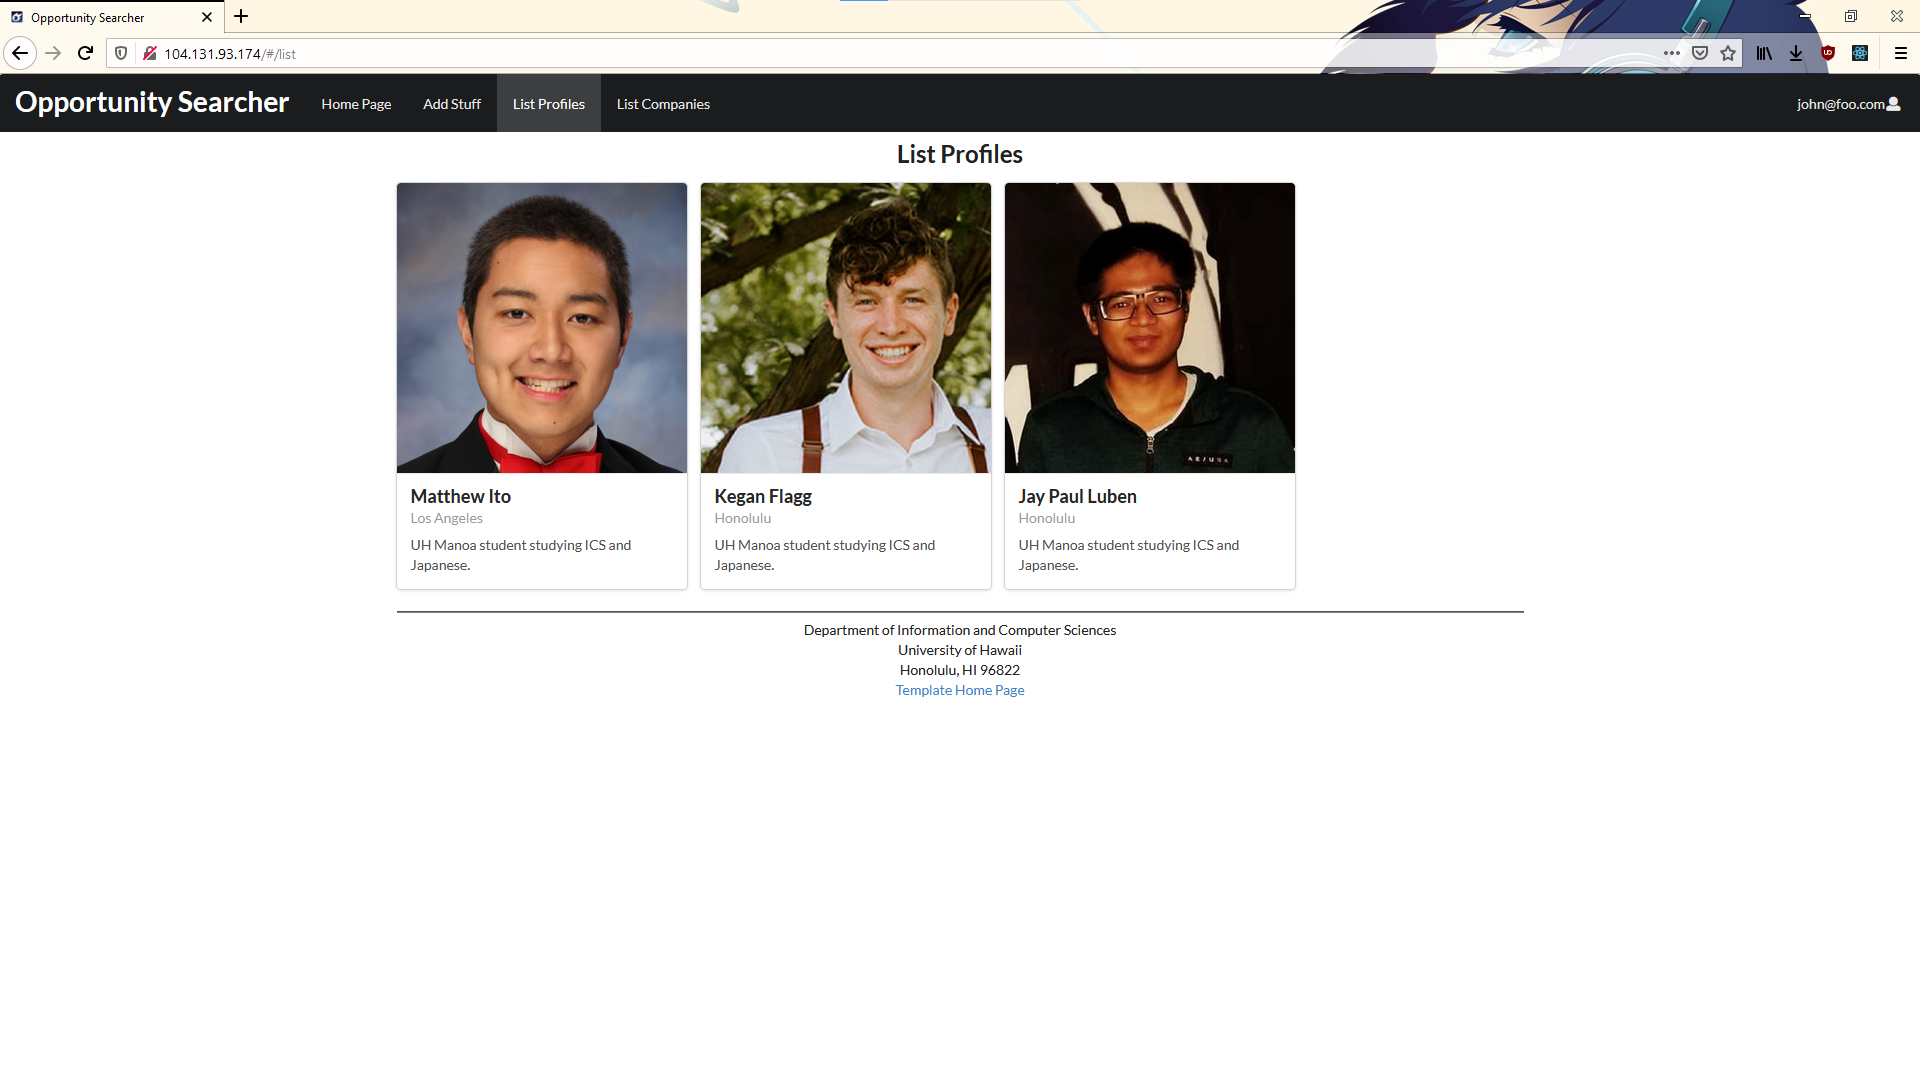 Opportunity Searcher
104.131.93.174/#/list
Opportunity Searcher
Home Page
Add Stuff
List Profiles
List Companies
john@foo.com
List Profiles
AE/USA
Matthew Ito
Los Angeles
UH Manoa student studying ICS and
Japanese.
Kegan Flagg
Honolulu
UH Manoa student studying ICS and
Japanese.
Jay Paul Luben
Honolulu
UH Manoa student studying ICS and
Japanese.
Department of Information and Computer Sciences
University of Hawaii
Honolulu, HI 96822
Template Home Page